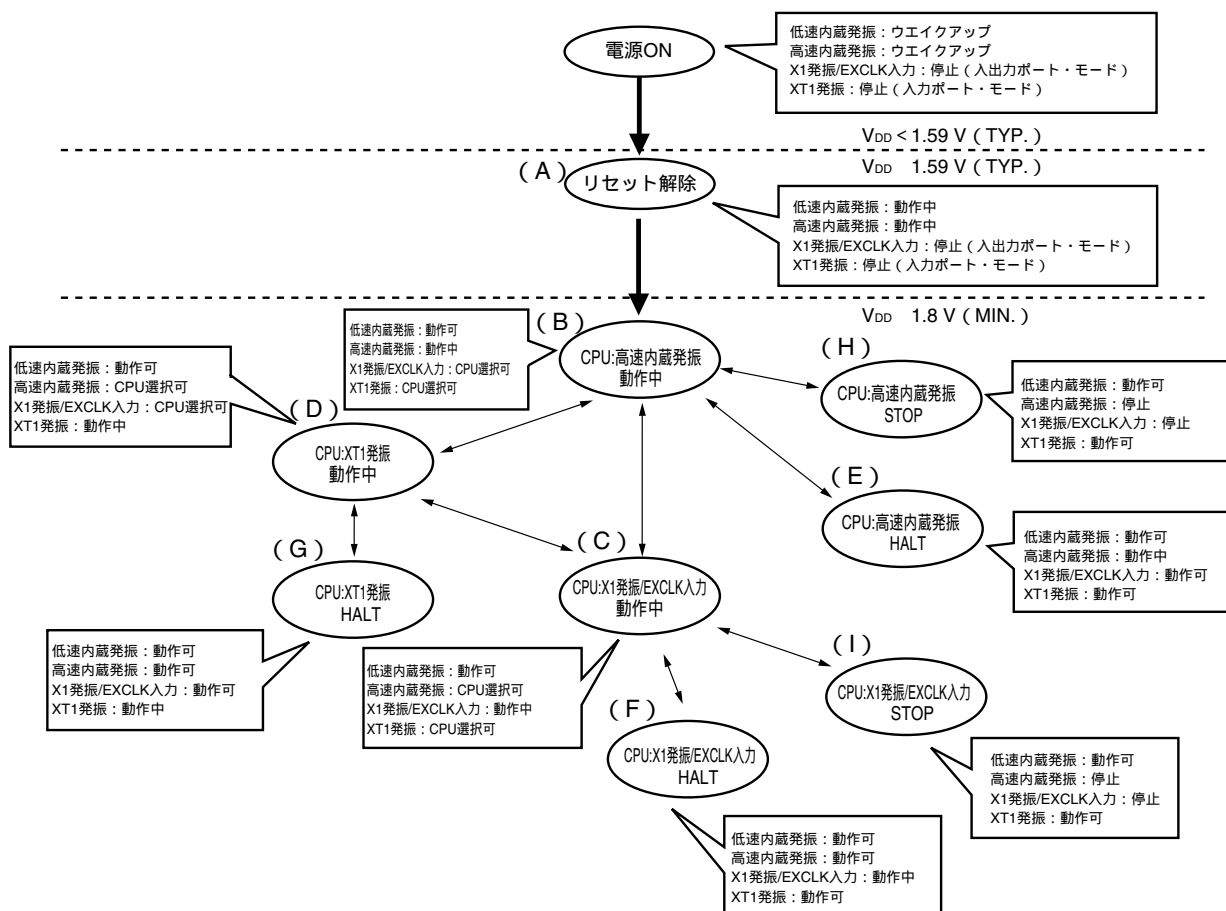 電源ON
低速内蔵発振：ウエイクアップ
高速内蔵発振：ウエイクアップ
X1発振/EXCLK入力：停止（入出力ポート・モード）
XT1発振：停止（入力ポート・モード）
VDD < 1.59 V（TYP.）
VDD 1.59 V（TYP.）
（A）
リセット解除
低速内蔵発振：動作中
高速内蔵発振：動作中
X1発振/EXCLK入力：停止（入出力ポート・モード）
XT1発振：停止（入力ポート・モード）
VDD 1.8 V（MIN.）
（B）
CPU:高速内蔵発振
動作中
低速内蔵発振：動作可
高速内蔵発振：動作中
X1発振/EXCLK入力：CPU選択可
XT1発振：CPU選択可
（H）
CPU:高速内蔵発振
STOP
低速内蔵発振：動作可
高速内蔵発振：停止
X1発振/EXCLK入力：停止
XT1発振：動作可
低速内蔵発振：動作可
高速内蔵発振：CPU選択可
X1発振/EXCLK入力：CPU選択可
XT1発振：動作中
（D）
CPU:XT1発振
動作中
（E）
CPU:高速内蔵発振
HALT
低速内蔵発振：動作可
高速内蔵発振：動作中
X1発振/EXCLK入力：動作可
XT1発振：動作可
（G）
CPU:XT1発振
HALT
低速内蔵発振：動作可
高速内蔵発振：動作可
X1発振/EXCLK入力：動作可
XT1発振：動作中
（C）
CPU:X1発振/EXCLK入力
動作中
低速内蔵発振：動作可
高速内蔵発振：CPU選択可
X1発振/EXCLK入力：動作中
XT1発振：CPU選択可
（I）
CPU:X1発振/EXCLK入力
STOP
低速内蔵発振：動作可
高速内蔵発振：停止
X1発振/EXCLK入力：停止
XT1発振：動作可
（F）
CPU:X1発振/EXCLK入力
HALT
低速内蔵発振：動作可
高速内蔵発振：動作可
X1発振/EXCLK入力：動作中
XT1発振：動作可